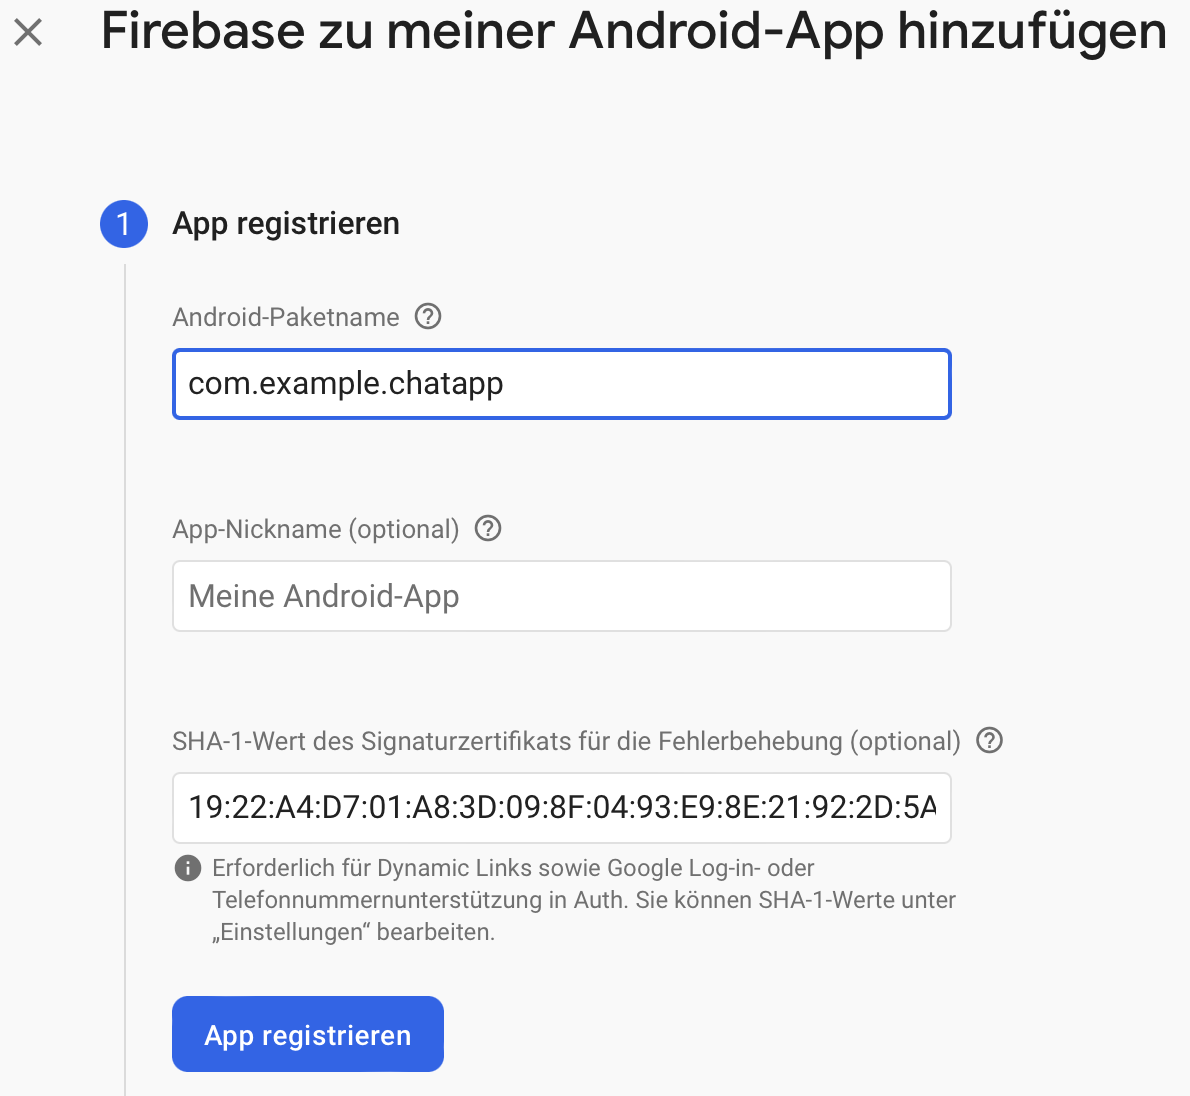 Firebase zu meiner Android-App hinzufügen
1 App registrieren
Android-Paketname
com.example.chatapp
App-Nickname (optional)
Meine Android-App
SHA-1-Wert des Signaturzertifikats für die Fehlerbehebung (optional)
19:22:A4:D7:01:A8:3D:09:8F:04:93:E9:8E:21:92:2D:5A
Erforderlich für Dynamic Links sowie Google Log-in- oder
Telefonnummernunterstützung in Auth. Sie können SHA-1-Werte unter
„Einstellungen“ bearbeiten.
App registrieren